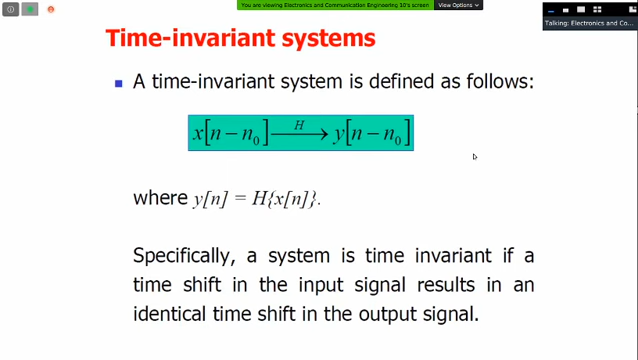 You are viewing Electronics and Communication Engineering 10's screen
View Options
Talking: Electronics and Co...
Time-invariant systems
A time-invariant system is defined as follows:
x[n − n₀] —H→ y[n − n₀]
where y[n] = H{x[n]}.
Specifically, a system is time invariant if a
time shift in the input signal results in an
identical time shift in the output signal.